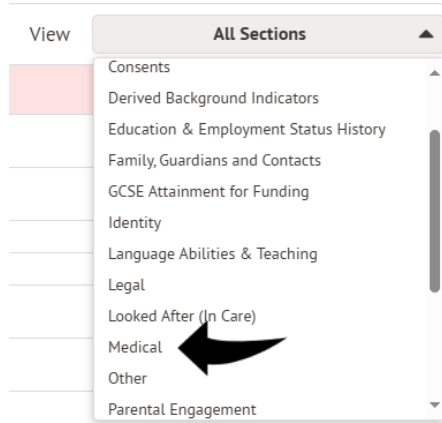 View All Sections
Consents
Derived Background Indicators
Education & Employment Status History
Family, Guardians and Contacts
GCSE Attainment for Funding
Identity
Language Abilities & Teaching
Legal
Looked After (In Care)
Medical
Other
Parental Engagement